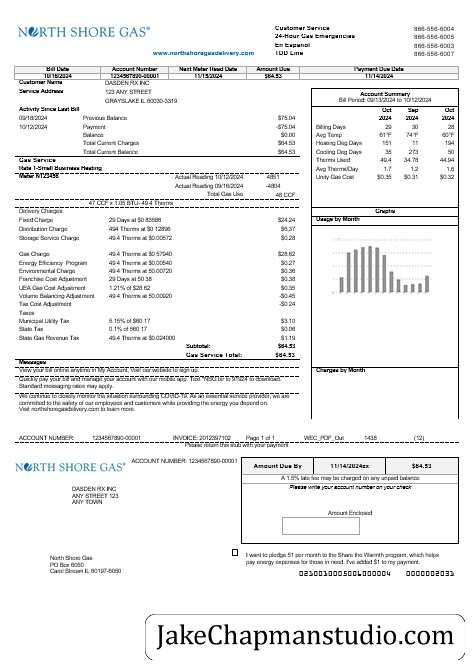 NORTH SHORE GAS®
www.northshoregasdelivery.com
Customer Service 866-556-6004
24-Hour Gas Emergencies 866-556-6005
En Español 866-556-6003
TDD Line 866-556-6007
Bill Date Account Number Next Meter Read Date Amount Due Payment Due Date
10/16/2024 1234567890-00001 11/15/2024 $64.53 11/14/2024
Customer Name DASDEN RX INC
Service Address 123 ANY STREET
GRAYSLAKE IL 60030-3319
Activity Since Last Bill
09/18/2024 Previous Balance $75.04
10/12/2024 Payment -$75.04
Balance $0.00
Total Current Charges $64.53
Total Current Balance $64.53
Account Summary
Bill Period: 09/13/2024 to 10/12/2024
Oct Sep Oct
2024 2024 2024
Billing Days 29 30 28
Avg Temp 61°F 74°F 60°F
Heating Deg Days 151 11 194
Cooling Deg Days 35 273 50
Therms Used 49.4 34.78 44.94
Avg Therms/Day 1.7 1.2 1.6
Unity Gas Cost $0.35 $0.31 $0.32
Gas Service
Rate 1-Small Business Heating
Meter N123456 Actual Reading 10/12/2024 4851
Actual Reading 09/16/2024 -4804
Total Gas Use 48 CCF
47 CCF x 1.05 BTU- 49.4 Therms
Delivery Charges
Fixed Charge 29 Days at $0.83586 $24.24
Distribution Charge 494 Therms at $0 12896 $6,37
Storage Service Charge 49.4 Therms at $0.00572 $0.28
Gas Charge 49.4 Therms at $0.57940 $28.62
Energy Efficiency Program 49.4 Therms at $0.00540 $0.27
Environmental Charge 49.4 Therms at $0.00720 $0.36
Franchise Cost Adjustment 29 Days at $0.38 $0.38
UEA Gas Cost Adjustment 1.21% of $28.62 $0.35
Volume Balancing Adjustment 49.4 Therms at $0.00920 -$0.45
Tax Cost Adjustment -$0.24
Taxes
Municipal Utility Tax 5.15% of $60.17 $3.10
State Tax 0.1% of $60.17 $0.06
State Gas Revenue Tax 49.4 Therms at $0.024000 $1.19
Subtotal: $64.53
Gas Service Total: $64.53
Graphs
Usage by Month
Charges by Month
Messages
View your bill online anytime in My Account. Visit our website to sign up.
Quickly pay your bill and manage your account with our mobile app. Text to 97624 to download.
Standard messaging rates may apply.
We continue to closely monitor the situation surrounding COVID-19. As an essential service provider, we are
committed to the safety of our employees and customers while providing the energy you depend on.
Visit northshoregasdelivery.com to learn more.
ACCOUNT NUMBER: 1234567890-00001 INVOICE: 2012397102 Page 1 of 1 WEC_PDF_Out 1438 (12)
Please return this stub with your payment
NORTH SHORE GAS®
ACCOUNT NUMBER: 1234567890-00001
Amount Due By 11/14/2024ex $64.53
A 1.5% late fee may be charged on any unpaid balance
Please write your account number on your check
DASDEN RX INC
ANY STREET 123
ANY TOWN
Amount Enclosed
North Shore Gas
PO Box 6050
Carol Stream IL 60197-6050
I want to pledge $1 per month to the Share the Warmth program, which helps
pay energy expenses for those in need. I've added $1 to my payment.
JakeChapmanstudio.com